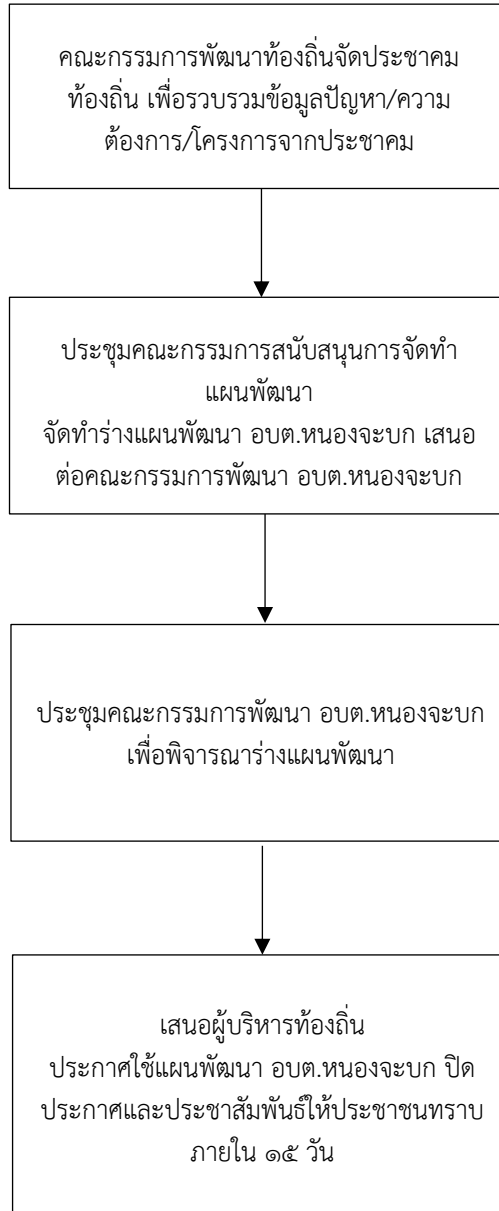 คณะกรรมการพัฒนาท้องถิ่นจัดประชาคม
ท้องถิ่น เพื่อรวบรวมข้อมูลปัญหา/ความ
ต้องการ/โครงการจากประชาคม
ประชุมคณะกรรมการสนับสนุนการจัดทำ
แผนพัฒนา
จัดทำร่างแผนพัฒนา อบต.หนองจะบก เสนอ
ต่อคณะกรรมการพัฒนา อบต.หนองจะบก
ประชุมคณะกรรมการพัฒนา อบต.หนองจะบก
เพื่อพิจารณาร่างแผนพัฒนา
เสนอผู้บริหารท้องถิ่น
ประกาศใช้แผนพัฒนา อบต.หนองจะบก ปิด
ประกาศและประชาสัมพันธ์ให้ประชาชนทราบ
ภายใน ๑๕ วัน